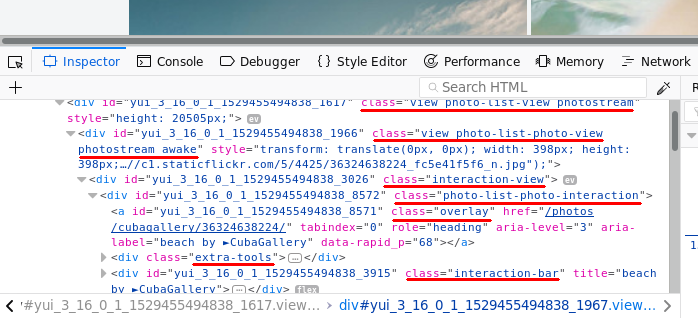 Inspector Console Debugger {} Style Editor Performance Memory Network
+ Search HTML
<div id="yui_3_16_0_1_1529455494838_1617" class="view photo-list-view photostream"
style="height: 20505px;"> ev
<div id="yui_3_16_0_1_1529455494838_1966" class="view photo-list-photo-view
photostream awake" style="transform: translate(0px, 0px); width: 398px; height:
398px;…//c1.staticflickr.com/5/4425/36324638224_fc5e41f5f6_n.jpg");">
<div id="yui_3_16_0_1_1529455494838_3026" class="interaction-view"> ev
<div id="yui_3_16_0_1_1529455494838_8572" class="photo-list-photo-interaction">
<a id="yui_3_16_0_1_1529455494838_8571" class="overlay" href="/photos
/cubagallery/36324638224/" tabindex="0" role="heading" aria-level="3" aria-
label="beach by ►CubaGallery" data-rapid_p="68"></a>
<div class="extra-tools">…</div>
<div id="yui_3_16_0_1_1529455494838_3915" class="interaction-bar" title="beach
by ►CubaGallery">…</div> flex
#yui_3_16_0_1_1529455494838_1617.view… div#yui_3_16_0_1_1529455494838_1967.view…